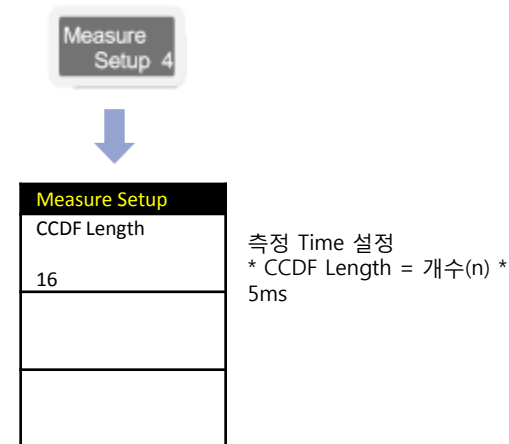 Measure
Setup 4
Measure Setup
CCDF Length
16
측정 Time 설정
* CCDF Length = 개수(n) *
5ms